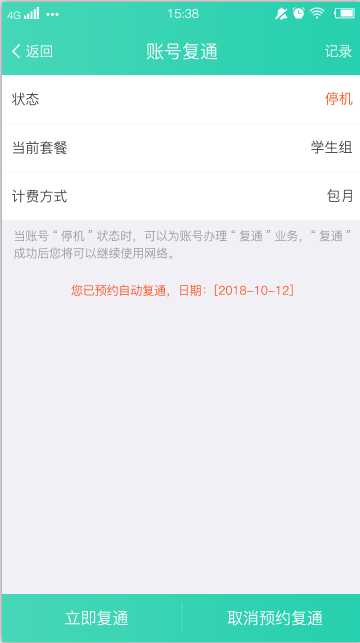 4G 15:38
返回 账号复通 记录
状态 停机
当前套餐 学生组
计费方式 包月
当账号“停机”状态时，可以为账号办理“复通”业务，“复通”
成功后您将可以继续使用网络。
您已预约自动复通，日期：[2018-10-12]
立即复通 取消预约复通